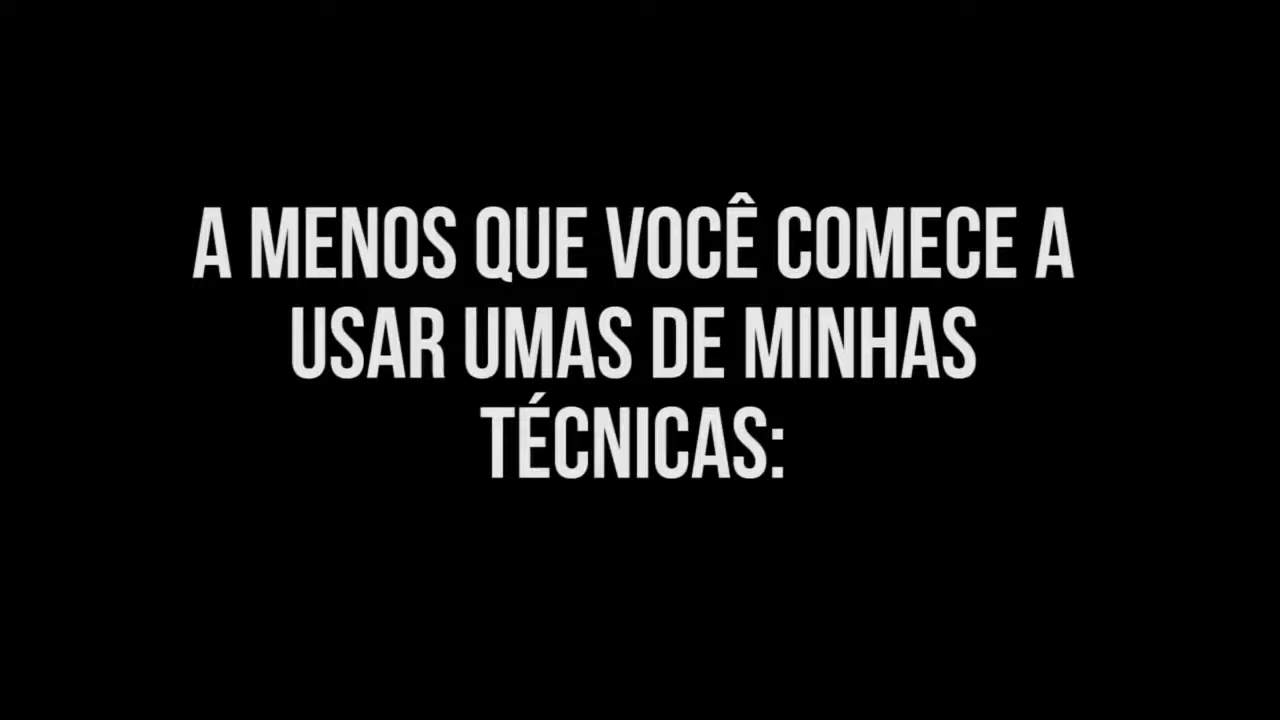 A MENOS QUE VOCÊ COMECE A
USAR UMAS DE MINHAS
TÉCNICAS: